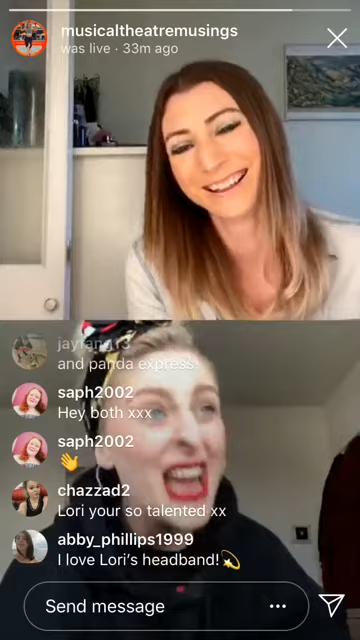 musicaltheatremusings
was live · 33m ago
jayfang13
and panda express!
saph2002
Hey both xxx
saph2002
👋
chazzad2
Lori your so talented xx
abby_phillips1999
I love Lori's headband!💫
Send message